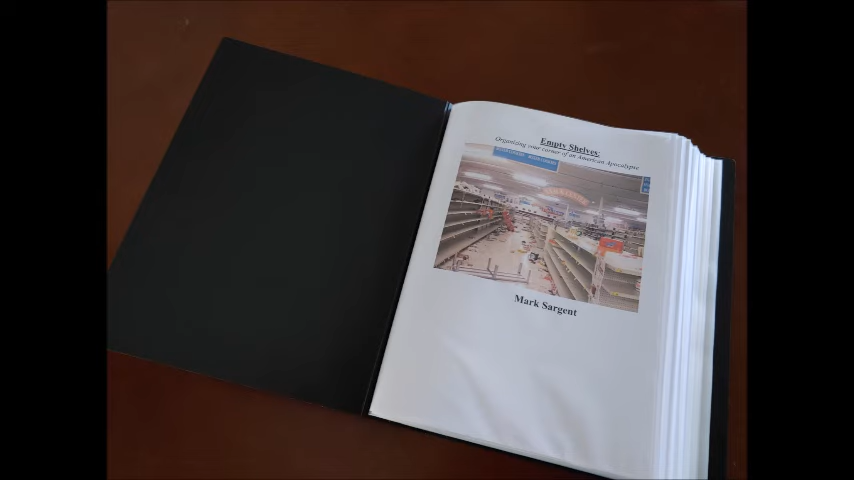 Empty Shelves:
Organizing your corner of an American Apocalypse
Mark Sargent